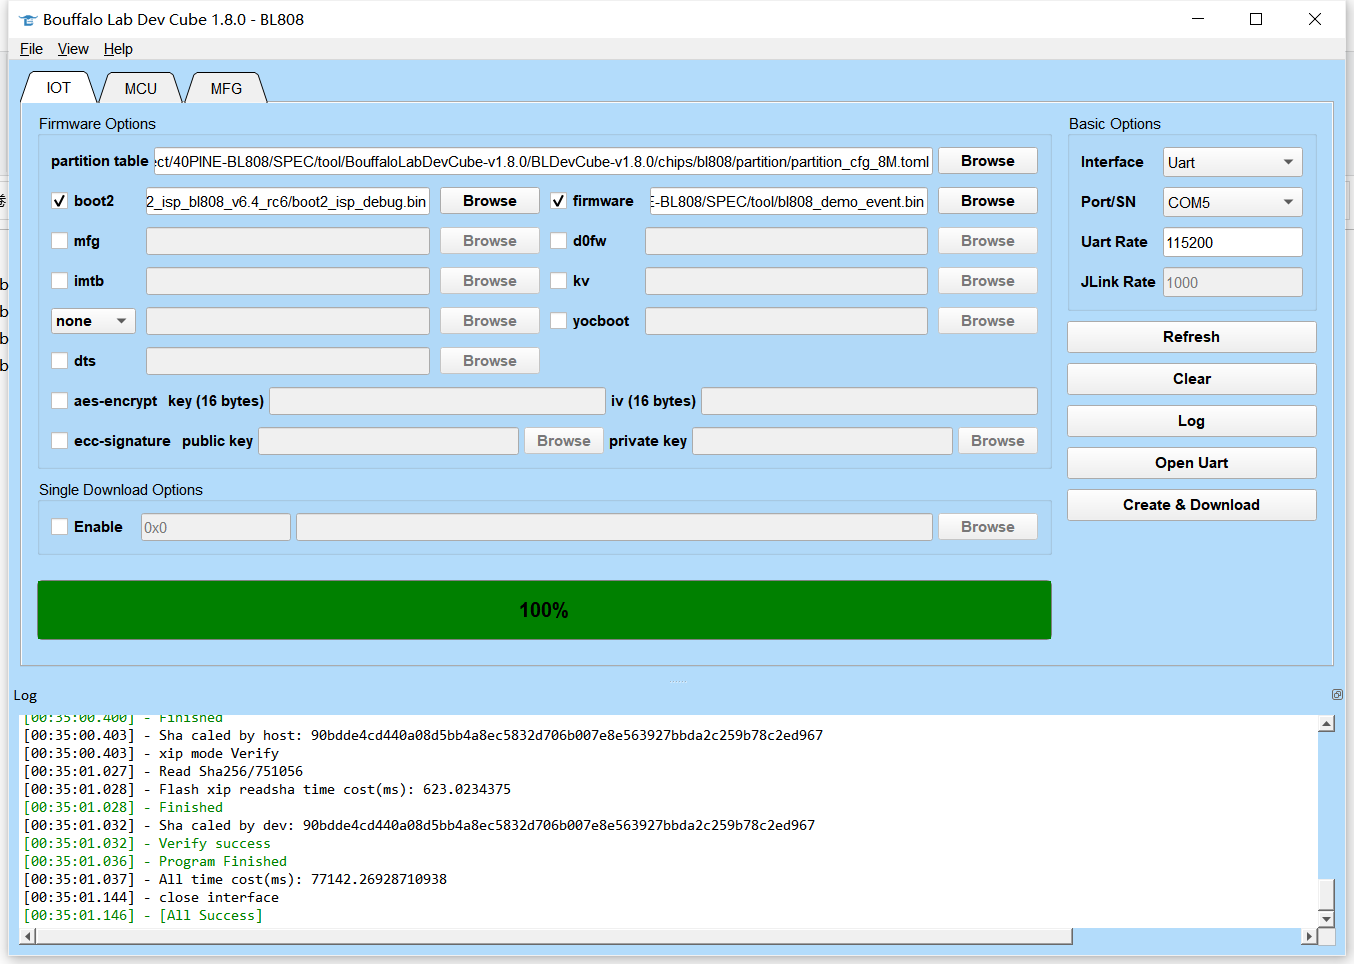 Bouffalo Lab Dev Cube 1.8.0 - BL808
File View Help
IOT MCU MFG
Firmware Options
partition table ect/40PINE-BL808/SPEC/tool/BouffaloLabDevCube-v1.8.0/BLDevCube-v1.8.0/chips/bl808/partition/partition_cfg_8M.toml Browse
boot2 2_isp_bl808_v6.4_rc6/boot2_isp_debug.bin Browse firmware E-BL808/SPEC/tool/bl808_demo_event.bin Browse
mfg Browse d0fw Browse
imtb Browse kv Browse
none Browse yocboot Browse
dts Browse
aes-encrypt key (16 bytes) iv (16 bytes)
ecc-signature public key Browse private key Browse
Single Download Options
Enable 0x0 Browse
100%
Basic Options
Interface Uart
Port/SN COM5
Uart Rate 115200
JLink Rate 1000
Refresh
Clear
Log
Open Uart
Create & Download
Log
[00:35:00.400] - Finished
[00:35:00.403] - Sha caled by host: 90bdde4cd440a08d5bb4a8ec5832d706b007e8e563927bbda2c259b78c2ed967
[00:35:00.403] - xip mode Verify
[00:35:01.027] - Read Sha256/751056
[00:35:01.028] - Flash xip readsha time cost(ms): 623.0234375
[00:35:01.028] - Finished
[00:35:01.032] - Sha caled by dev: 90bdde4cd440a08d5bb4a8ec5832d706b007e8e563927bbda2c259b78c2ed967
[00:35:01.032] - Verify success
[00:35:01.036] - Program Finished
[00:35:01.037] - All time cost(ms): 77142.26928710938
[00:35:01.144] - close interface
[00:35:01.146] - [All Success]